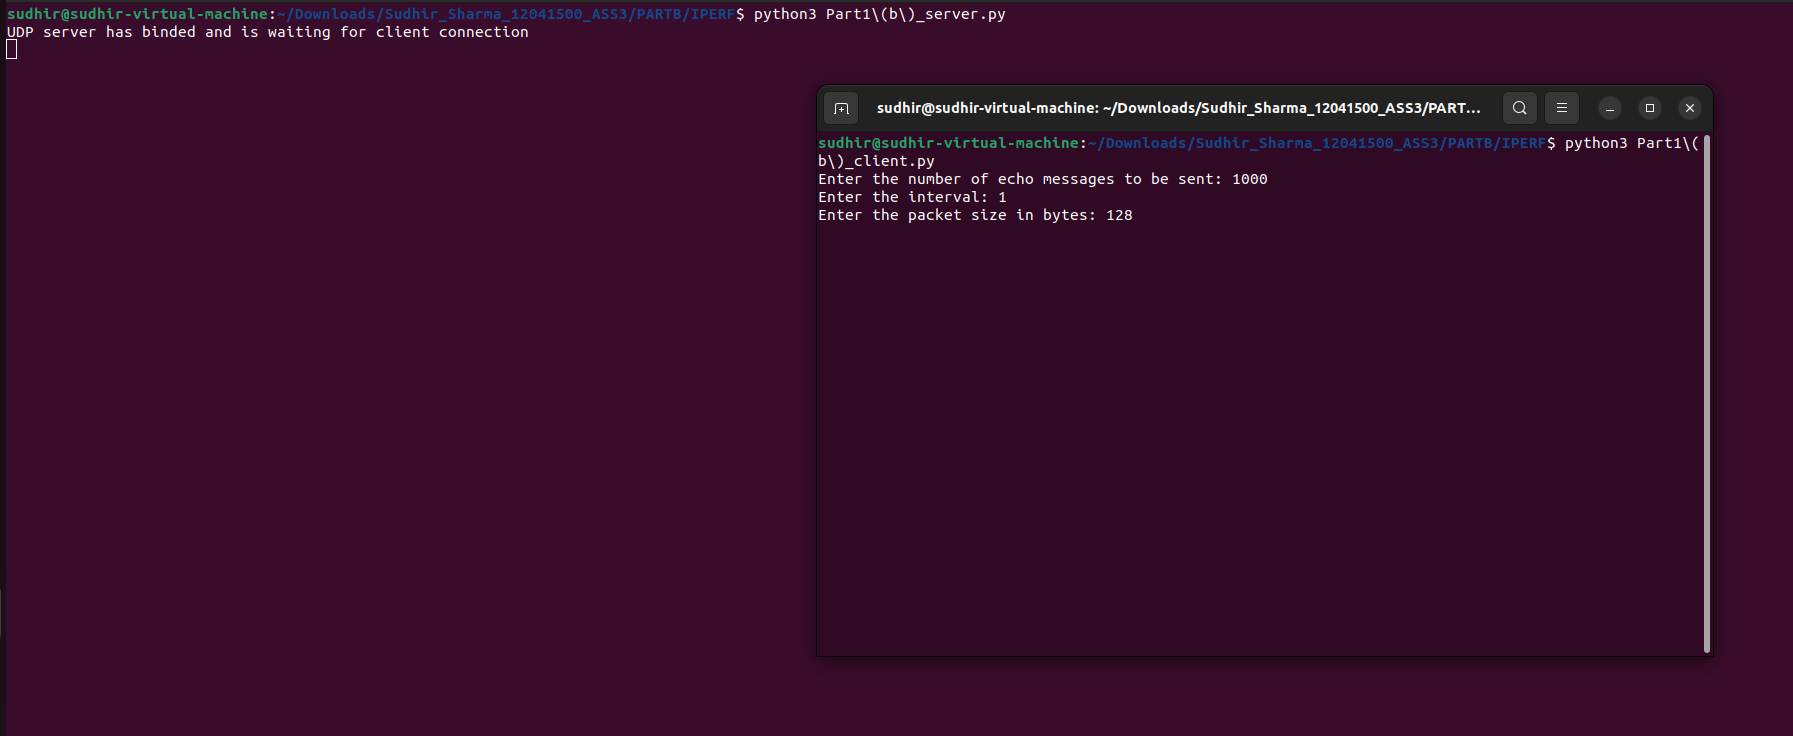 sudhir@sudhir-virtual-machine:~/Downloads/Sudhir_Sharma_12041500_ASS3/PARTB/IPERF$ python3 Part1\(b\)_server.py
UDP server has binded and is waiting for client connection
sudhir@sudhir-virtual-machine: ~/Downloads/Sudhir_Sharma_12041500_ASS3/PART...
sudhir@sudhir-virtual-machine:~/Downloads/Sudhir_Sharma_12041500_ASS3/PARTB/IPERF$ python3 Part1\(
b\)_client.py
Enter the number of echo messages to be sent: 1000
Enter the interval: 1
Enter the packet size in bytes: 128